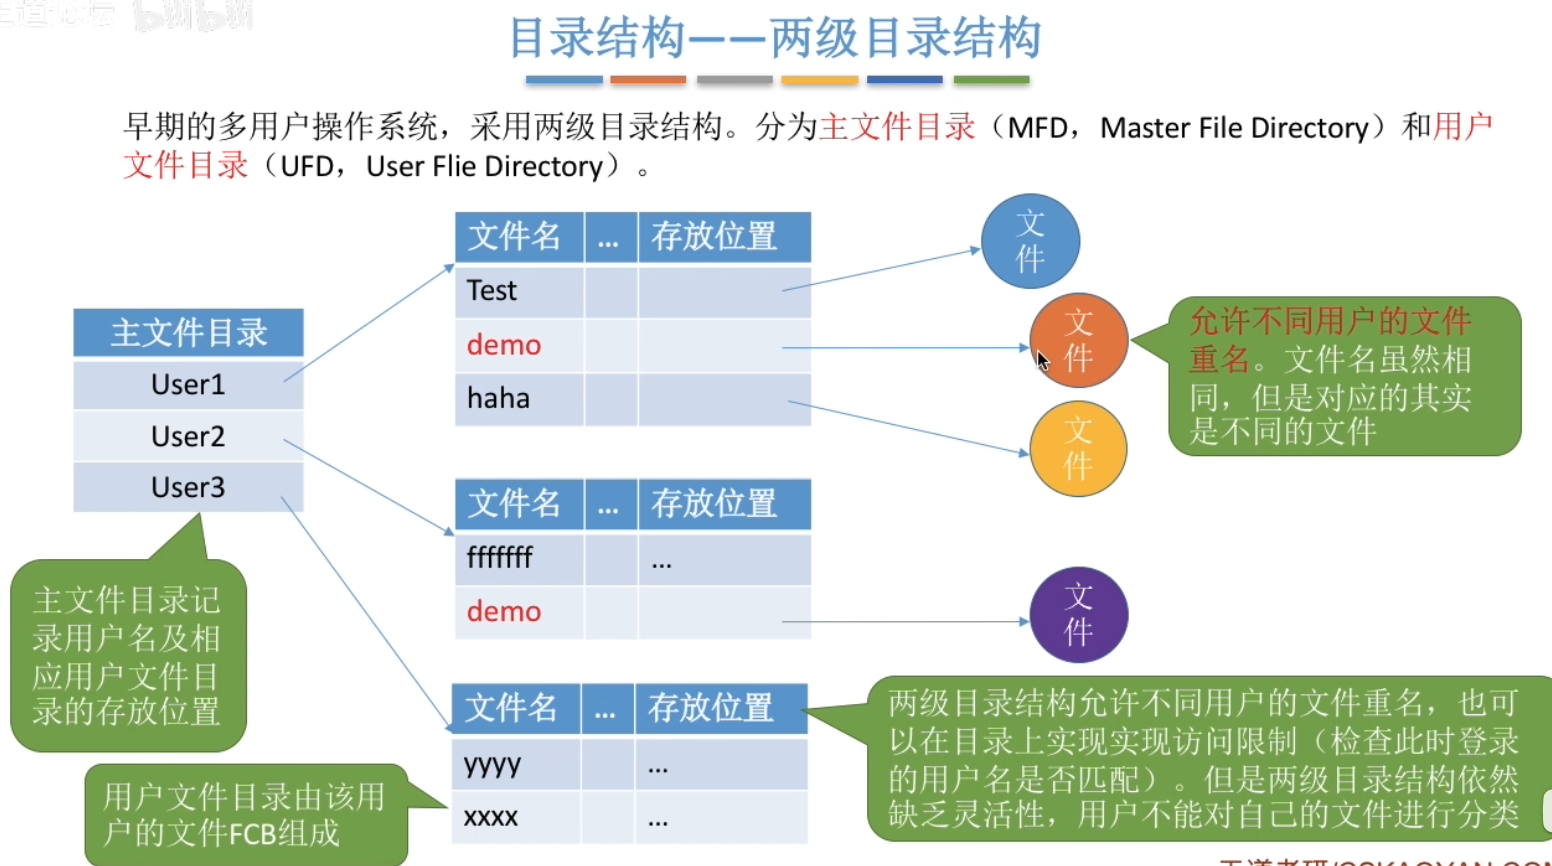 目录结构——两级目录结构
早期的多用户操作系统，采用两级目录结构。分为主文件目录（MFD，Master File Directory）和用户
文件目录（UFD，User Flie Directory）。
主文件目录
User1
User2
User3
文件名 ... 存放位置
Test
demo
haha
文件名 ... 存放位置
fffffff ...
demo
文件名 ... 存放位置
yyyy ...
xxxx ...
文
件
文
件
文
件
文
件
允许不同用户的文件
重名。文件名虽然相
同，但是对应的其实
是不同的文件
主文件目录记
录用户名及相
应用户文件目
录的存放位置
用户文件目录由该用
户的文件FCB组成
两级目录结构允许不同用户的文件重名，也可
以在目录上实现实现访问限制（检查此时登录
的用户名是否匹配）。但是两级目录结构依然
缺乏灵活性，用户不能对自己的文件进行分类